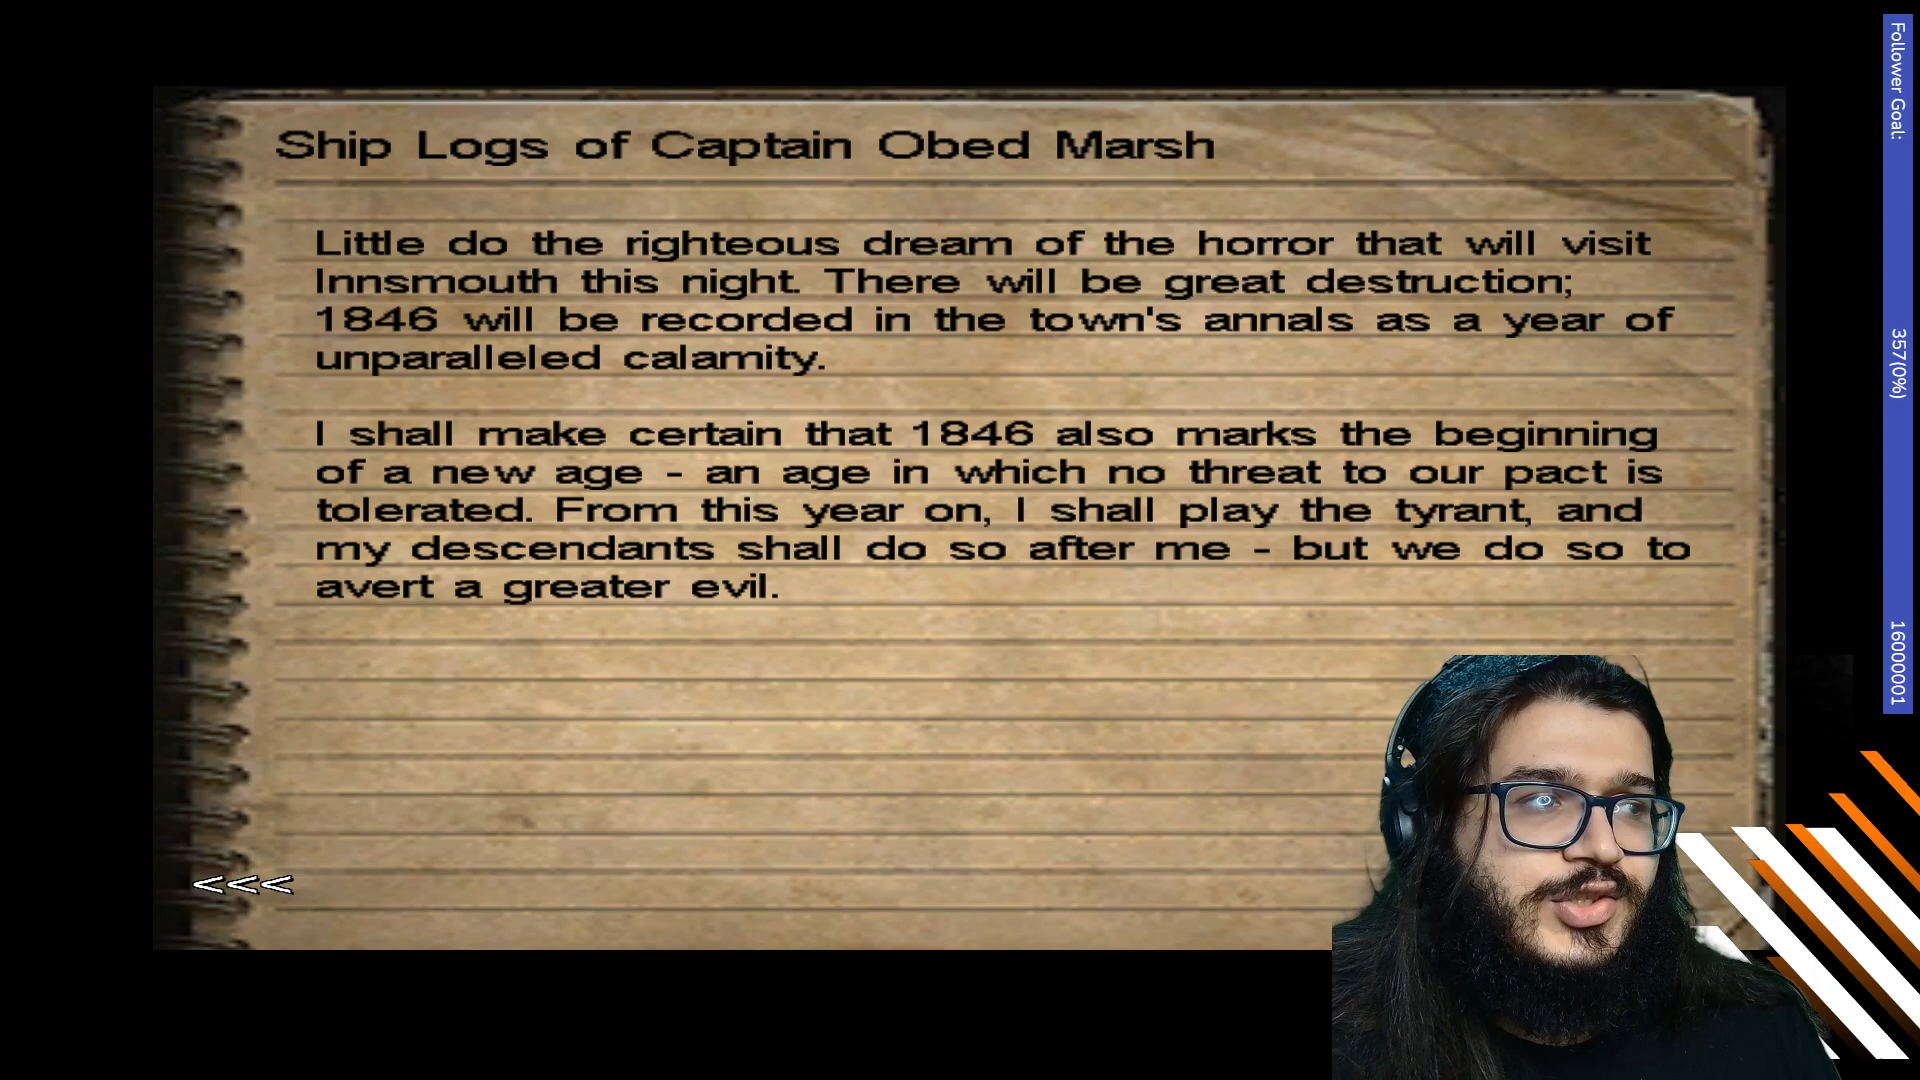 Ship Logs of Captain Obed Marsh
Little do the righteous dream of the horror that will visit
Innsmouth this night. There will be great destruction;
1846 will be recorded in the town's annals as a year of
unparalleled calamity.
I shall make certain that 1846 also marks the beginning
of a new age - an age in which no threat to our pact is
tolerated. From this year on, I shall play the tyrant, and
my descendants shall do so after me - but we do so to
avert a greater evil.
<<<
Follower Goal:
357(0%)
16000001